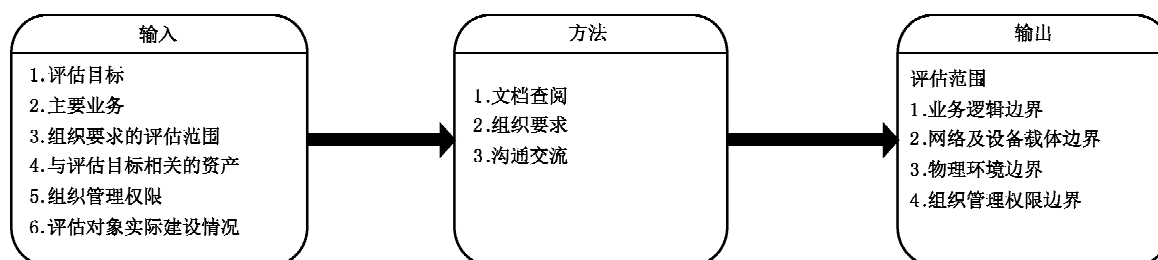 输入
1.评估目标
2.主要业务
3.组织要求的评估范围
4.与评估目标相关的资产
5.组织管理权限
6.评估对象实际建设情况
方法
1.文档查阅
2.组织要求
3.沟通交流
输出
评估范围
1.业务逻辑边界
2.网络及设备载体边界
3.物理环境边界
4.组织管理权限边界